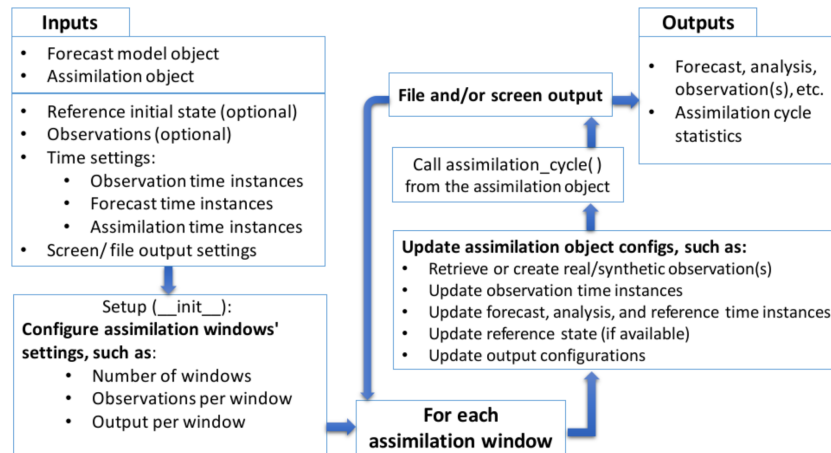 Inputs
• Forecast model object
• Assimilation object
• Reference initial state (optional)
• Observations (optional)
• Time settings:
• Observation time instances
• Forecast time instances
• Assimilation time instances
• Screen/ file output settings
Setup (__init__):
Configure assimilation windows'
settings, such as:
• Number of windows
• Observations per window
• Output per window
For each
assimilation window
Update assimilation object configs, such as:
• Retrieve or create real/synthetic observation(s)
• Update observation time instances
• Update forecast, analysis, and reference time instances
• Update reference state (if available)
• Update output configurations
Call assimilation_cycle( )
from the assimilation object
File and/or screen output
Outputs
• Forecast, analysis,
observation(s), etc.
• Assimilation cycle
statistics